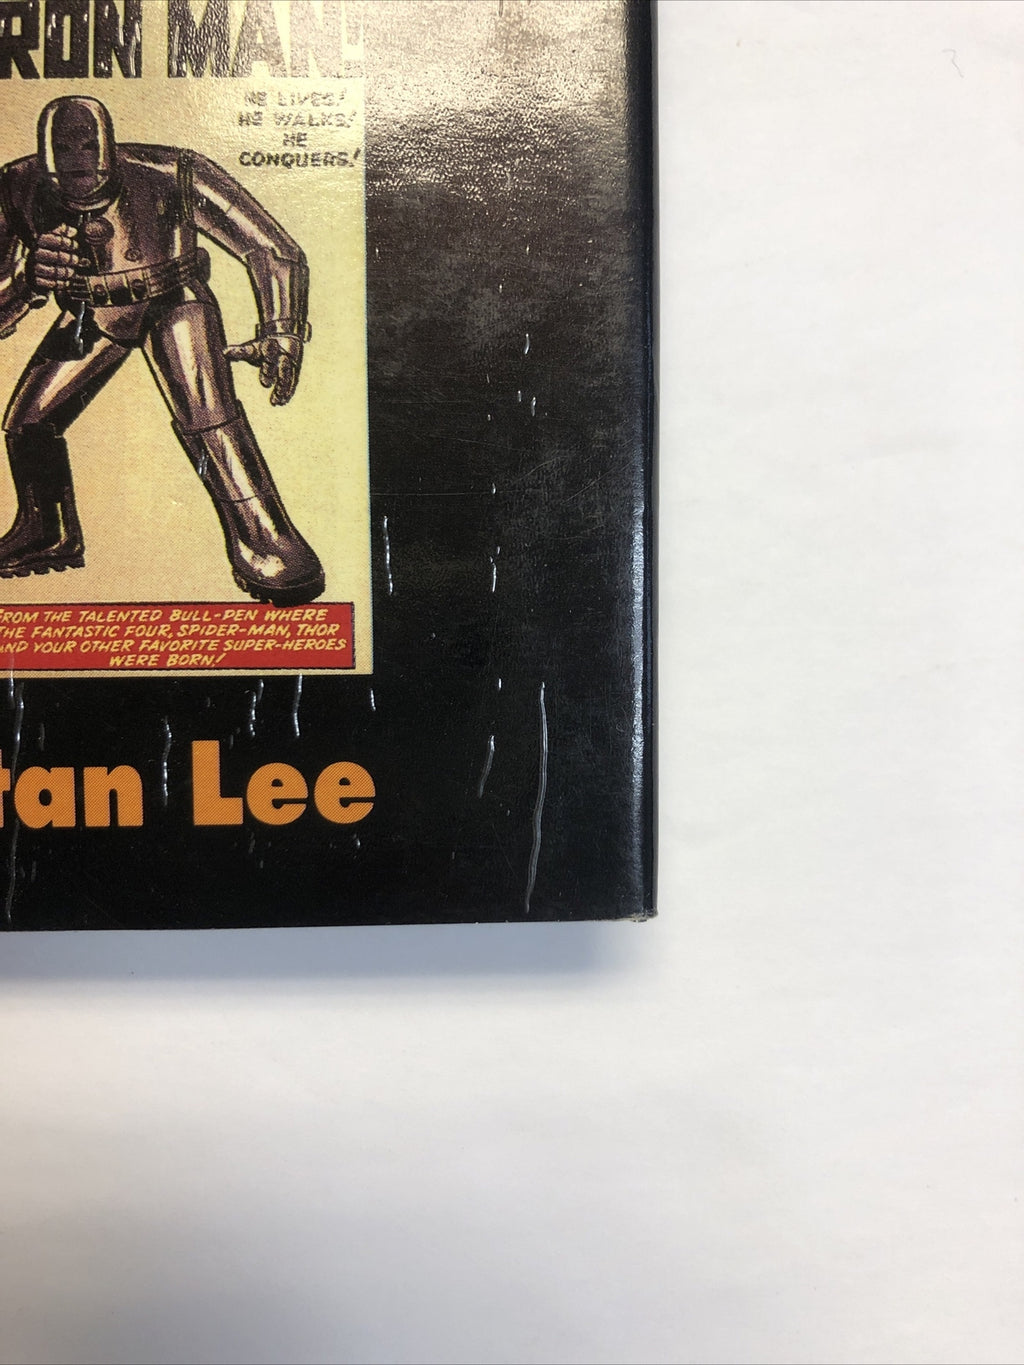 RON MAN!
HE LIVES!
HE WALKS!
HE
CONQUERS!
FROM THE TALENTED BULL-PEN WHERE
THE FANTASTIC FOUR, SPIDER-MAN, THOR
AND YOUR OTHER FAVORITE SUPER-HEROES
WERE BORN!
tan Lee